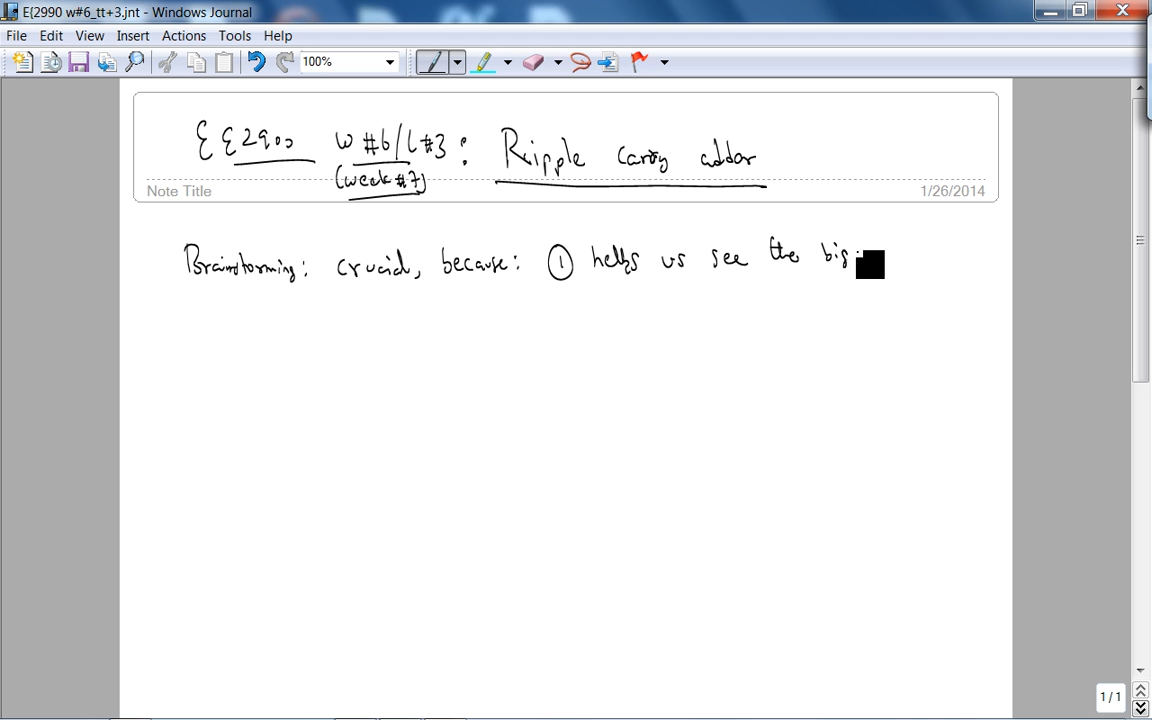 E{2990 w#6_tt+3.jnt - Windows Journal
File Edit View Insert Actions Tools Help
100%
EE2900 w#6/l#3: Ripple carry adder
(week#7)
Note Title
1/26/2014
Brainstorming: crucial, because: ① helps us see the big
1 / 1